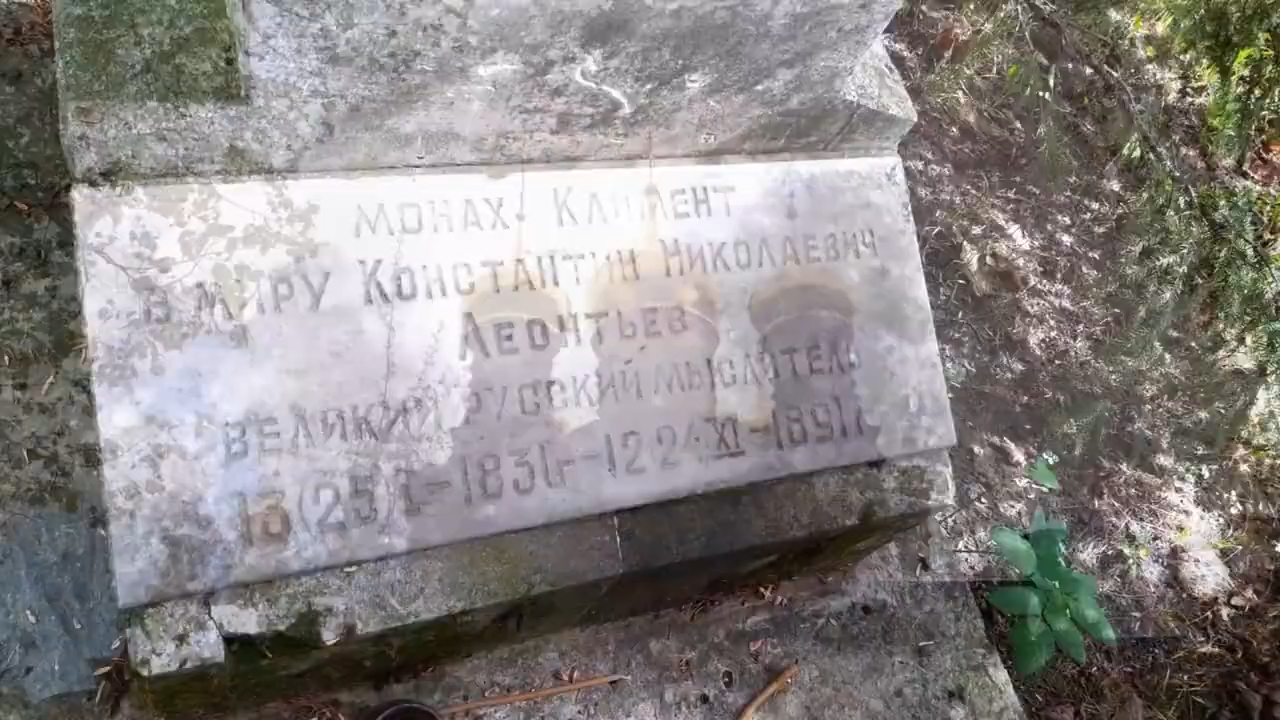 МОНАХ КЛИМЕНТ
В МИРУ КОНСТАНТИН НИКОЛАЕВИЧ
ЛЕОНТЬЕВ
ВЕЛИКИЙ РУССКИЙ МЫСЛИТЕЛЬ
13(25)I-1831г-12.24.XI-1891г.